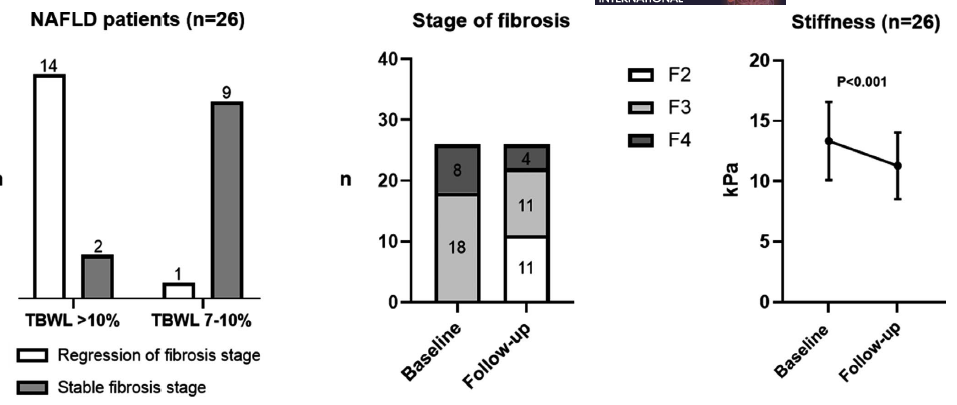 INTERNATIONAL
NAFLD patients (n=26)
14
2
1
9
TBWL >10%
TBWL 7-10%
Regression of fibrosis stage
Stable fibrosis stage
Stage of fibrosis
n
40
30
20
10
0
8
18
4
11
11
Baseline
Follow-up
F2
F3
F4
Stiffness (n=26)
kPa
20
15
10
5
0
P<0.001
Baseline
Follow-up